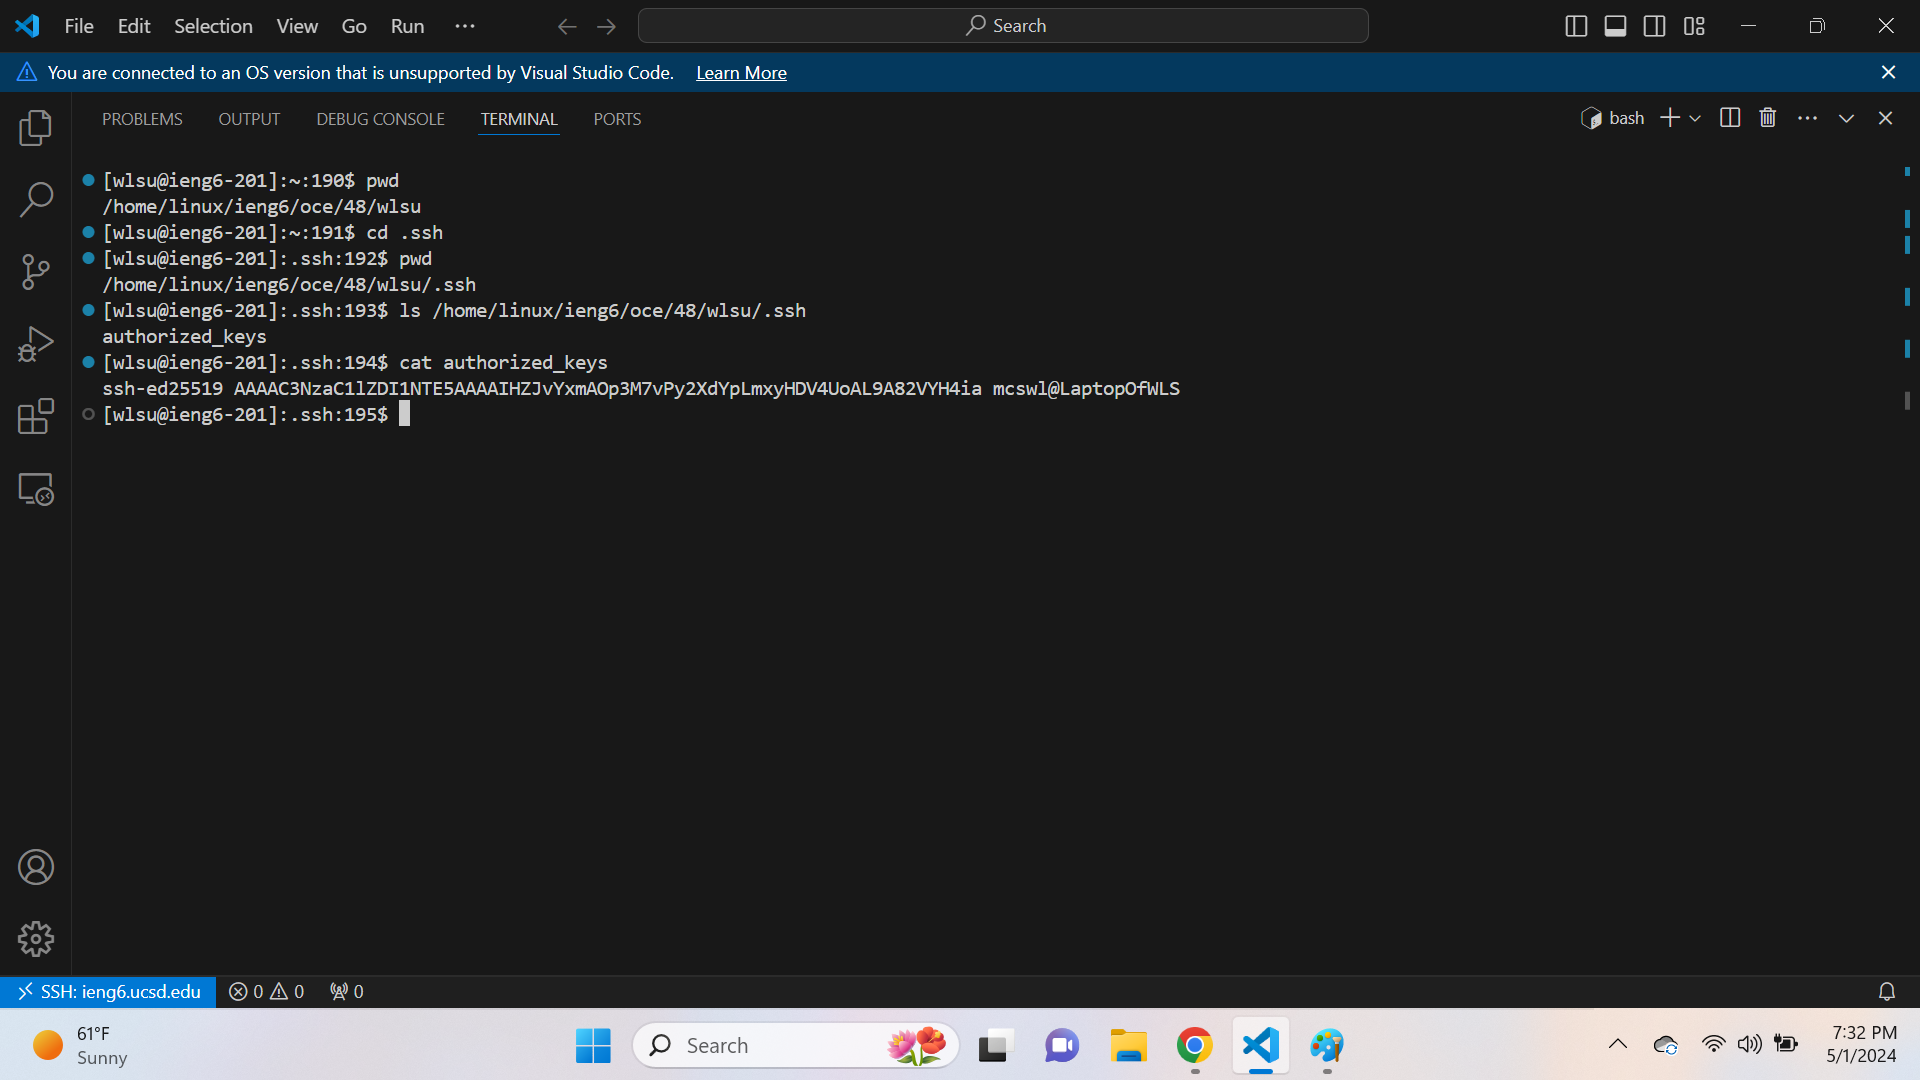 File Edit Selection View Go Run ··· Search
You are connected to an OS version that is unsupported by Visual Studio Code. Learn More
PROBLEMS OUTPUT DEBUG CONSOLE TERMINAL PORTS bash
[wlsu@ieng6-201]:~:190$ pwd
/home/linux/ieng6/oce/48/wlsu
[wlsu@ieng6-201]:~:191$ cd .ssh
[wlsu@ieng6-201]:.ssh:192$ pwd
/home/linux/ieng6/oce/48/wlsu/.ssh
[wlsu@ieng6-201]:.ssh:193$ ls /home/linux/ieng6/oce/48/wlsu/.ssh
authorized_keys
[wlsu@ieng6-201]:.ssh:194$ cat authorized_keys
ssh-ed25519 AAAAC3NzaC1lZDI1NTE5AAAAIHZJvYxmAOp3M7vPy2XdYpLmxyHDV4UoAL9A82VYH4ia mcswl@LaptopOfWLS
[wlsu@ieng6-201]:.ssh:195$
SSH: ieng6.ucsd.edu 0 0 0
61°F
Sunny
Search
7:32 PM
5/1/2024